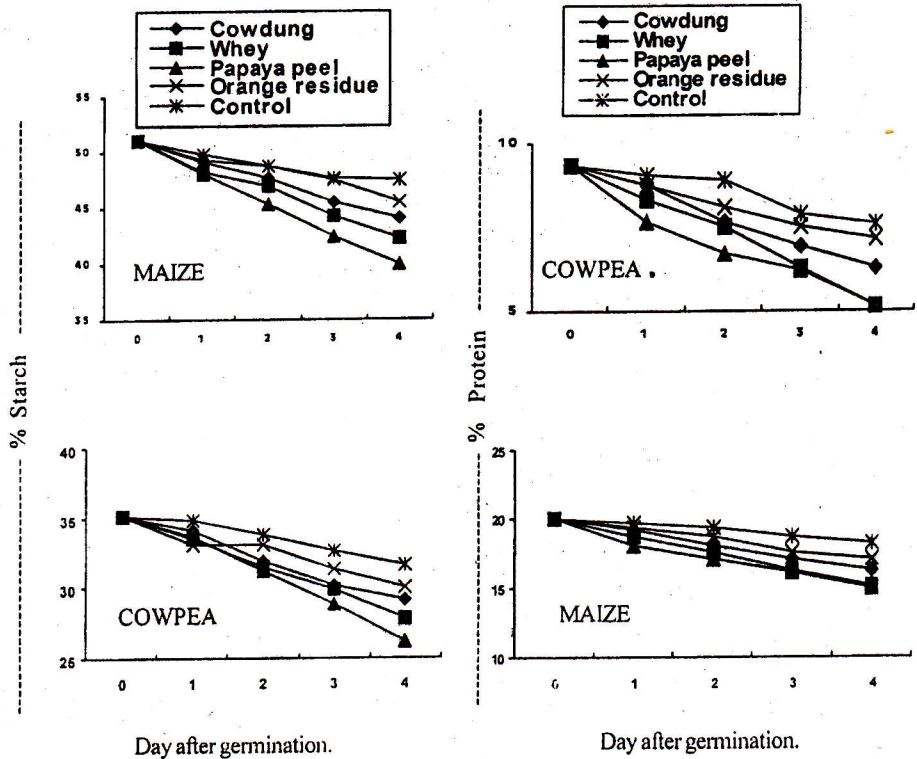 Cowdung
Whey
Papaya peel
Orange residue
Control
55
50
45
40
35
MAIZE
0 1 2 3 4
Cowdung
Whey
Papaya peel
Orange residue
Control
10
5
COWPEA
0 1 2 3 4
% Starch
% Protein
40
35
30
25
COWPEA
0 1 2 3 4
25
20
15
10
MAIZE
0 1 2 3 4
Day after germination.
Day after germination.